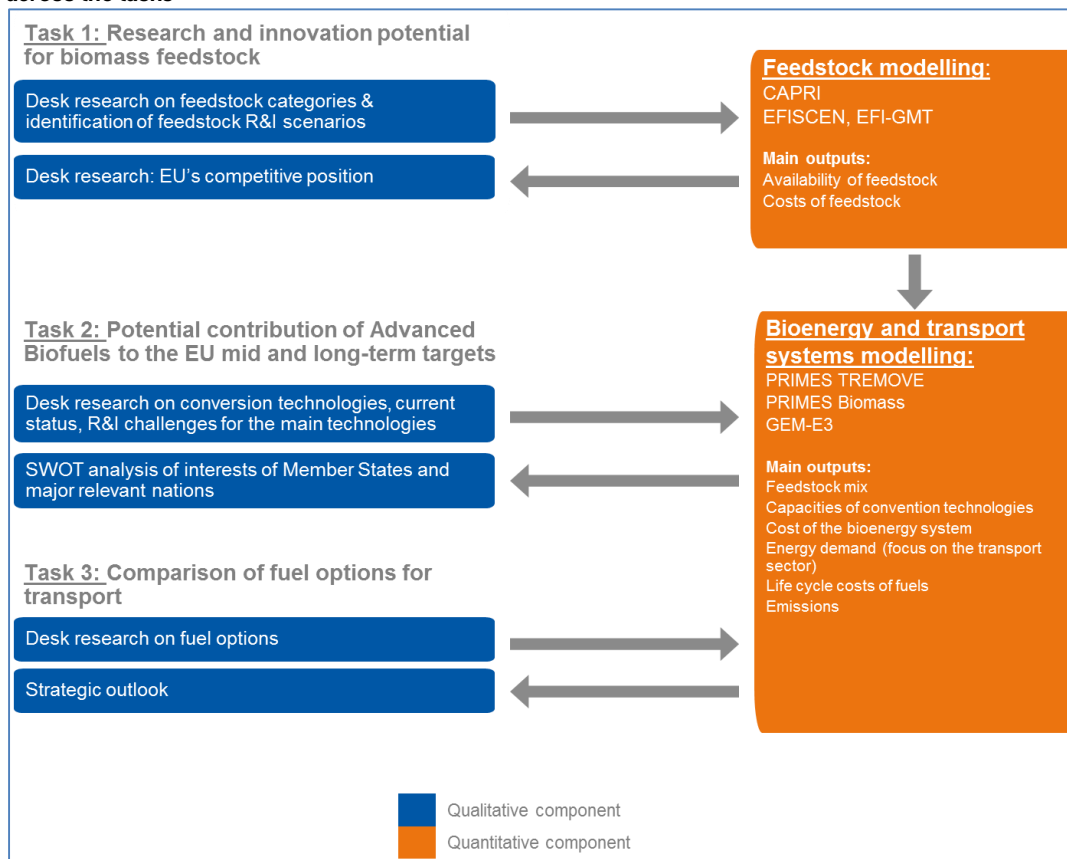 across the tasks
Task 1: Research and innovation potential
for biomass feedstock
Desk research on feedstock categories &
identification of feedstock R&I scenarios
Desk research: EU's competitive position
Feedstock modelling:
CAPRI
EFISCEN, EFI-GMT
Main outputs:
Availability of feedstock
Costs of feedstock
Task 2: Potential contribution of Advanced
Biofuels to the EU mid and long-term targets
Desk research on conversion technologies, current
status, R&I challenges for the main technologies
SWOT analysis of interests of Member States and
major relevant nations
Bioenergy and transport
systems modelling:
PRIMES TREMOVE
PRIMES Biomass
GEM-E3
Main outputs:
Feedstock mix
Capacities of convention technologies
Cost of the bioenergy system
Energy demand (focus on the transport
sector)
Life cycle costs of fuels
Emissions
Task 3: Comparison of fuel options for
transport
Desk research on fuel options
Strategic outlook
Qualitative component
Quantitative component